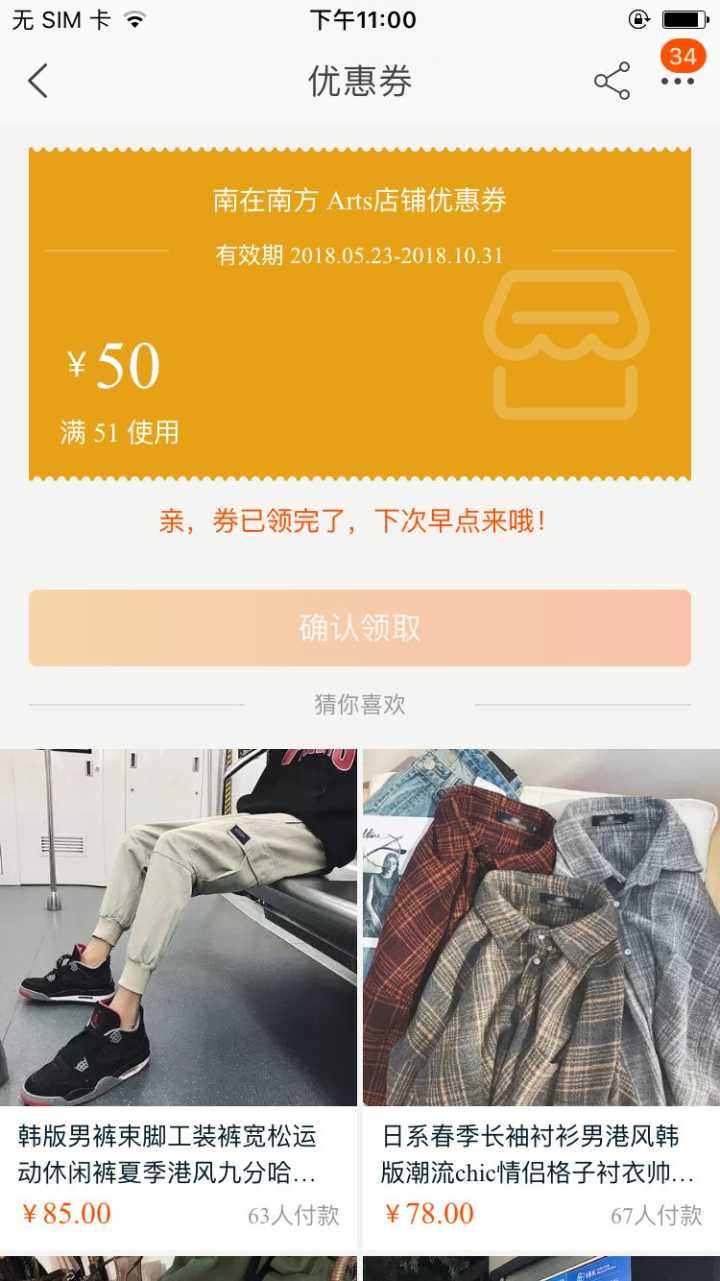 无 SIM 卡
下午11:00
优惠券
34
南在南方 Arts店铺优惠券
有效期 2018.05.23-2018.10.31
¥50
满 51 使用
亲，券已领完了，下次早点来哦！
确认领取
猜你喜欢
韩版男裤束脚工装裤宽松运
动休闲裤夏季港风九分哈...
¥85.00
63人付款
日系春季长袖衬衫男港风韩
版潮流chic情侣格子衬衣帅...
¥78.00
67人付款